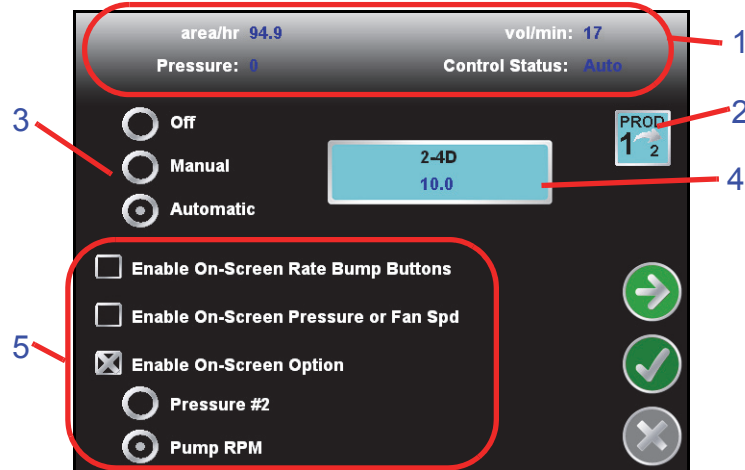 area/hr 94.9 vol/min: 17
1
Pressure: 0 Control Status: Auto
3
Off
PROD
1 2
2
Manual
2-4D
10.0
4
Automatic
Enable On-Screen Rate Bump Buttons
Enable On-Screen Pressure or Fan Spd
5
Enable On-Screen Option
Pressure #2
Pump RPM